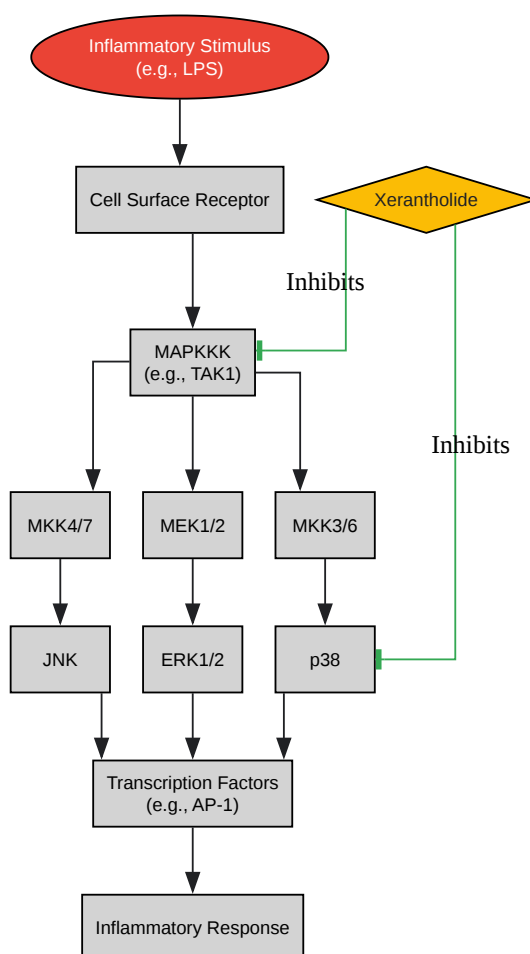 Inflammatory Stimulus
(e.g., LPS)
Cell Surface Receptor
Xerantholide
Inhibits
MAPKKK
(e.g., TAK1)
Inhibits
MKK4/7
MEK1/2
MKK3/6
JNK
ERK1/2
p38
Transcription Factors
(e.g., AP-1)
Inflammatory Response